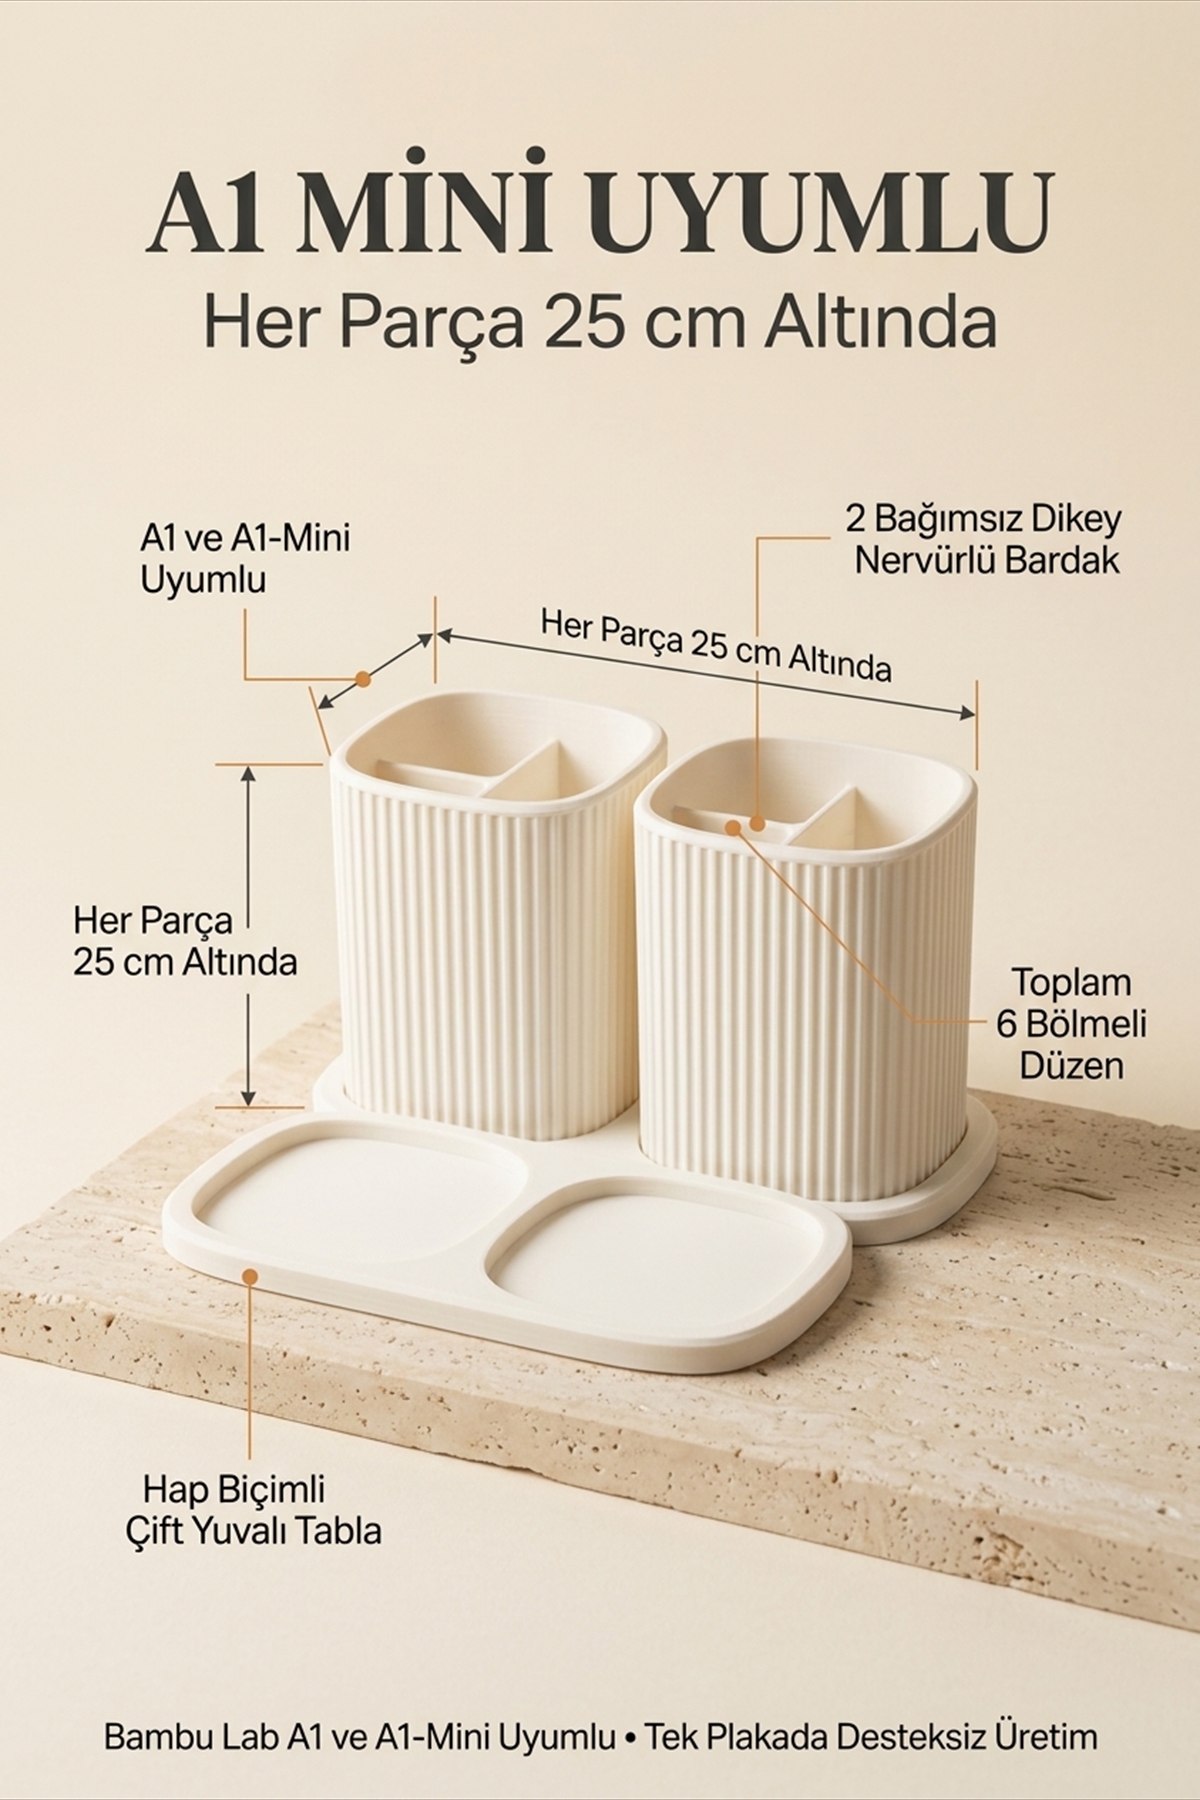 A1 MİNİ UYUMLU
Her Parça 25 cm Altında
A1 ve A1-Mini
Uyumlu
2 Bağımsız Dikey
Nervürlü Bardak
Her Parça 25 cm Altında
Her Parça
25 cm Altında
Toplam
6 Bölmeli
Düzen
Hap Biçimli
Çift Yuvalı Tabla
Bambu Lab A1 ve A1-Mini Uyumlu • Tek Plakada Desteksiz Üretim